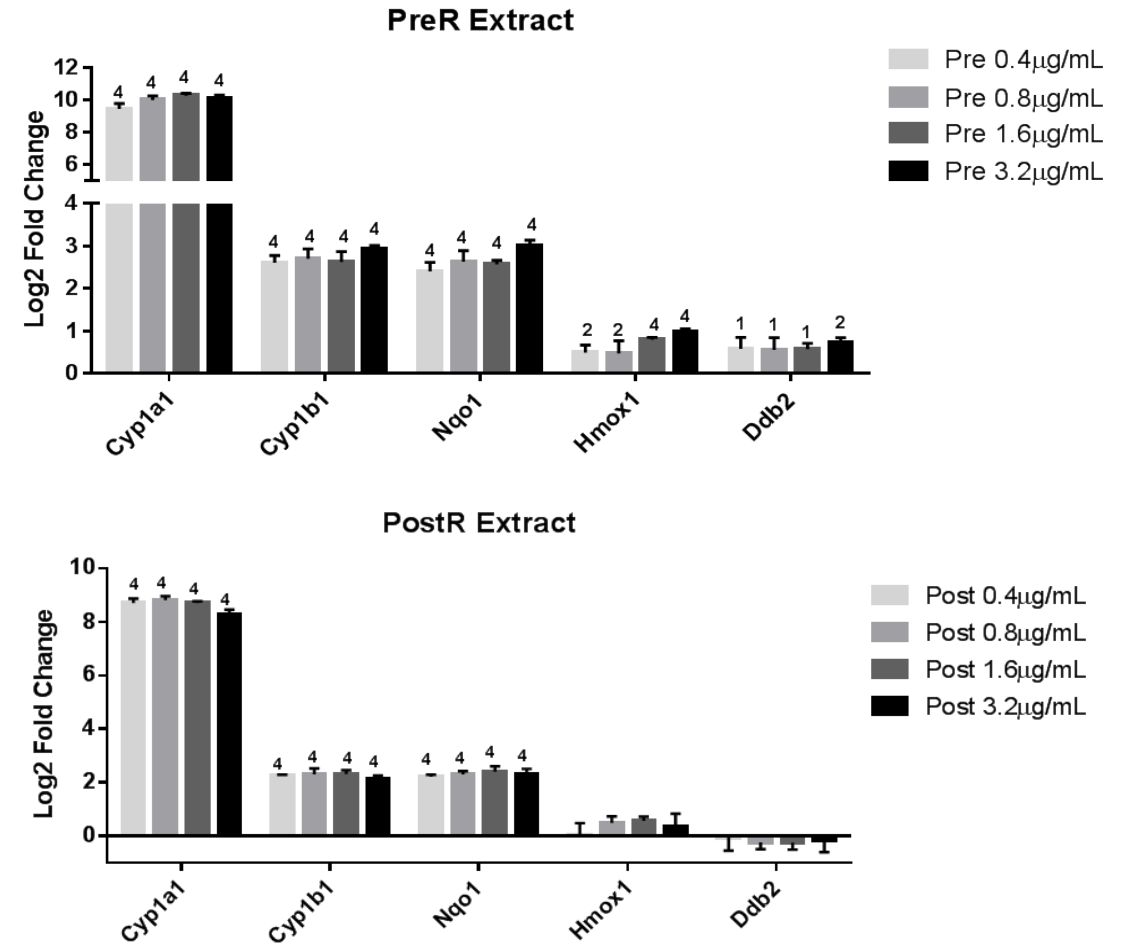 PreR Extract
Log2 Fold Change
12
10
8
6
4
3
2
1
0
4 4 4 4
4 4 4 4
4 4 4 4
2 2 4 4
1 1 1 2
Cyp1a1 Cyp1b1 Nqo1 Hmox1 Ddb2
Pre 0.4μg/mL
Pre 0.8μg/mL
Pre 1.6μg/mL
Pre 3.2μg/mL
PostR Extract
Log2 Fold Change
10
8
6
4
2
0
4 4 4 4
4 4 4 4
4 4 4 4
Cyp1a1 Cyp1b1 Nqo1 Hmox1 Ddb2
Post 0.4μg/mL
Post 0.8μg/mL
Post 1.6μg/mL
Post 3.2μg/mL